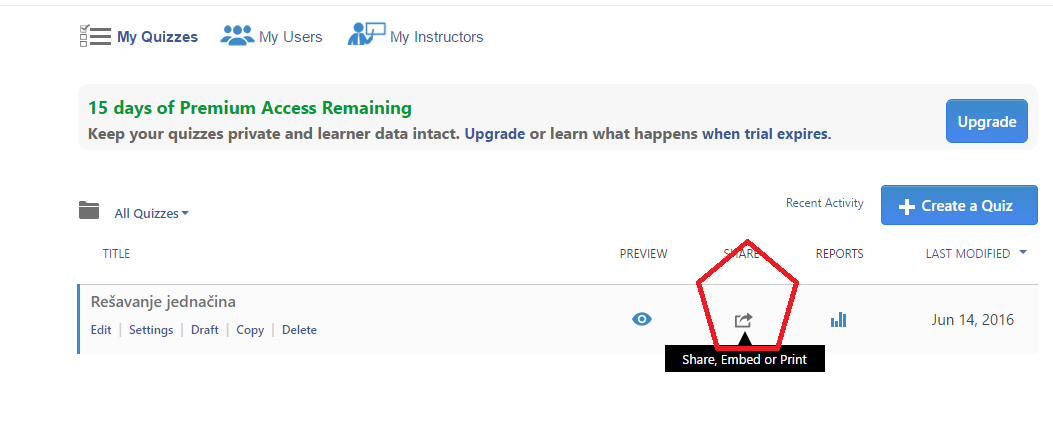 My Quizzes My Users My Instructors
15 days of Premium Access Remaining
Keep your quizzes private and learner data intact. Upgrade or learn what happens when trial expires.
Upgrade
All Quizzes
Recent Activity
Create a Quiz
TITLE PREVIEW SHARE REPORTS LAST MODIFIED
Rešavanje jednačina
Edit | Settings | Draft | Copy | Delete
Jun 14, 2016
Share, Embed or Print